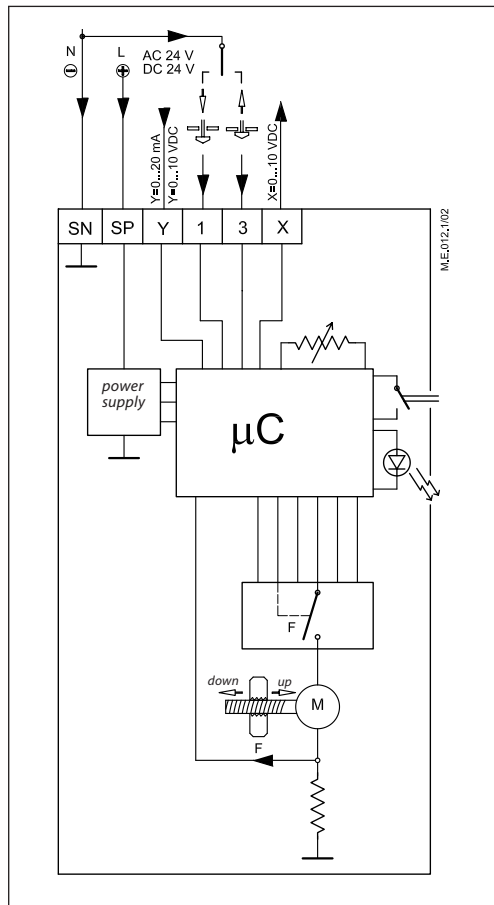 N
L
AC 24 V
DC 24 V
Y=0...20 mA
Y=0...10 VDC
X=0...10 VDC
M.E.012.1/02
SN SP Y 1 3 X
power
supply
μC
F
down
up
M
F